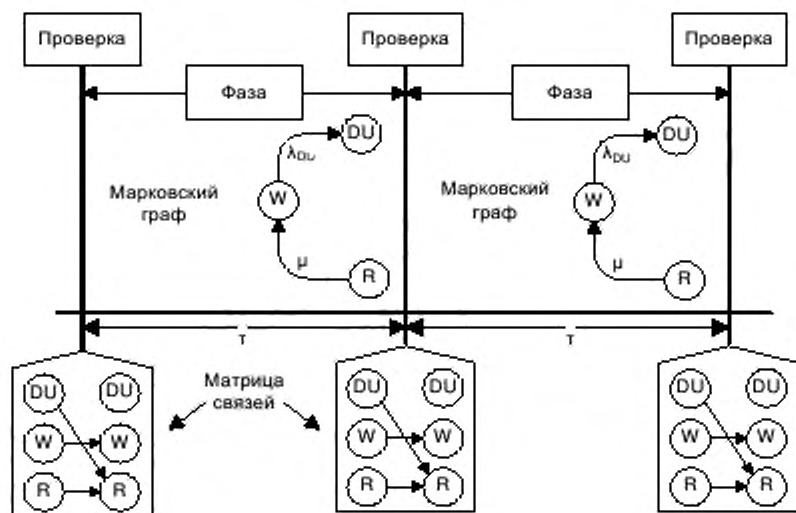 Проверка
Проверка
Проверка
Фаза
Фаза
DU
DU
λDU
λDU
Марковский
граф
W
Марковский
граф
W
μ
R
μ
R
τ
τ
DU DU
Матрица
связей
DU DU
DU DU
W W
W W
W W
R R
R R
R R